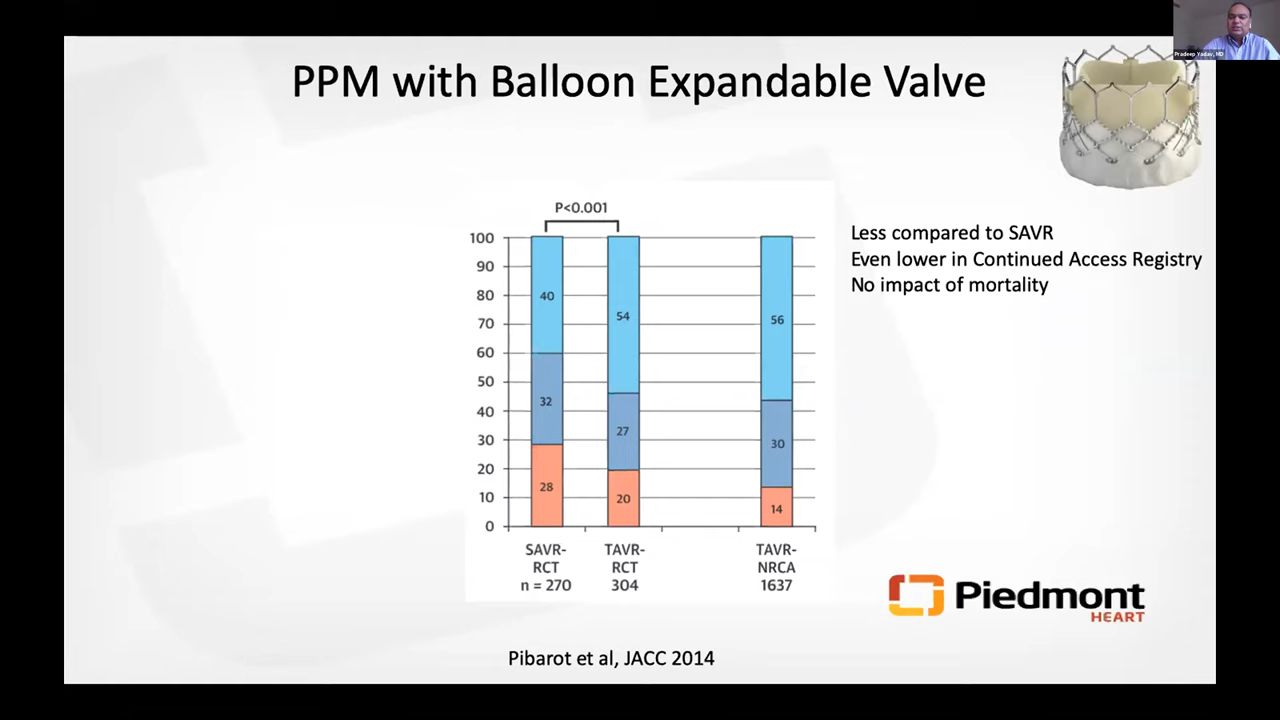 Pradeep Yadav, MD
PPM with Balloon Expandable Valve
P<0.001
100
90
80
70
60
50
40
30
20
10
0
40
32
28
54
27
20
56
30
14
SAVR-
RCT
n = 270
TAVR-
RCT
304
TAVR-
NRCA
1637
Less compared to SAVR
Even lower in Continued Access Registry
No impact of mortality
Piedmont
HEART
Pibarot et al, JACC 2014